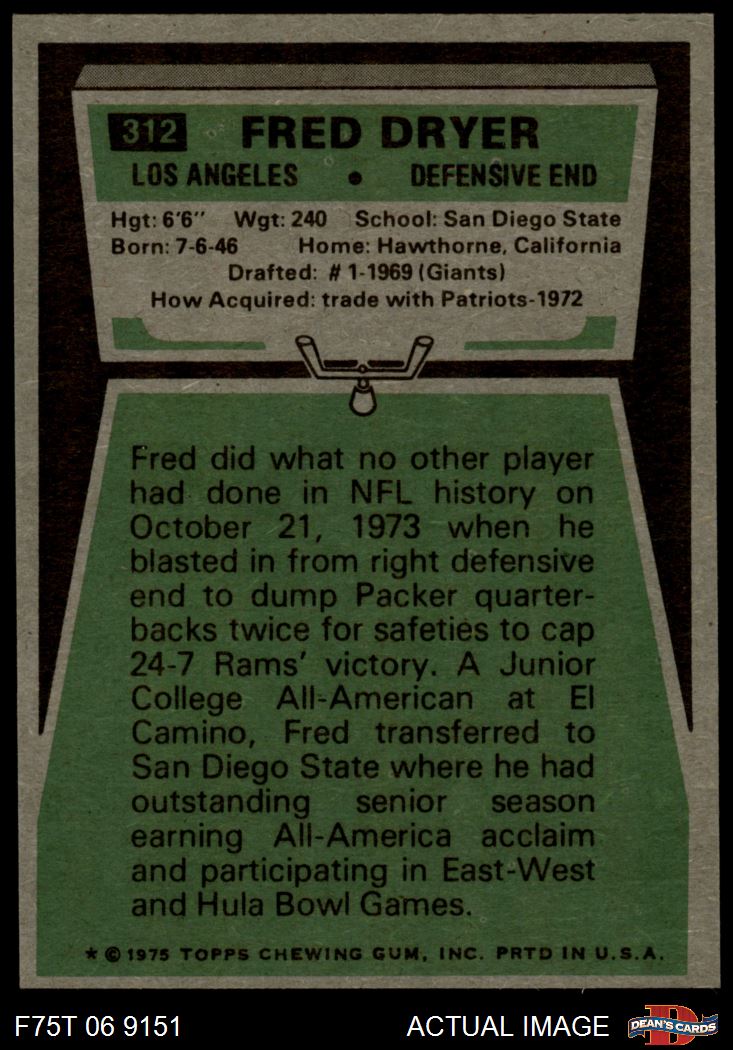 312 FRED DRYER
LOS ANGELES • DEFENSIVE END
Hgt: 6'6" Wgt: 240 School: San Diego State
Born: 7-6-46 Home: Hawthorne, California
Drafted: # 1-1969 (Giants)
How Acquired: trade with Patriots-1972
Fred did what no other player
had done in NFL history on
October 21, 1973 when he
blasted in from right defensive
end to dump Packer quarter-
backs twice for safeties to cap
24-7 Rams' victory. A Junior
College All-American at El
Camino, Fred transferred to
San Diego State where he had
outstanding senior season
earning All-America acclaim
and participating in East-West
and Hula Bowl Games.
* © 1975 TOPPS CHEWING GUM, INC. PRTD IN U.S.A.
F75T 06 9151 ACTUAL IMAGE D DEAN'S CARDS